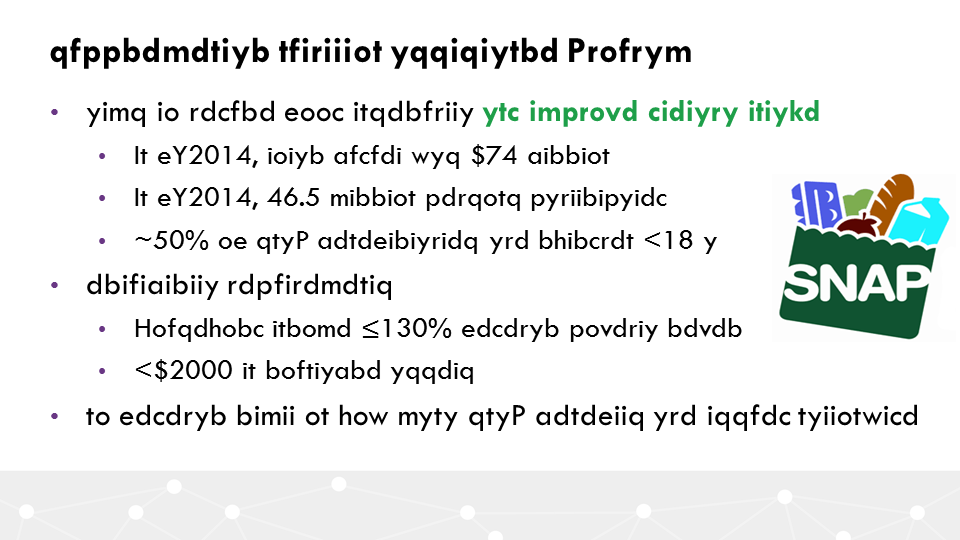 qfppbdmdtiyb tfiriiiot yqqiqiytbd Profrym
• yimq io rdcfbd eooc itqdbfriiy ytc improvd cidiyry itiykd
• It eY2014, ioiyb afcfdi wyq $74 aibbiot
• It eY2014, 46.5 mibbiot pdrqotq pyriibipyidc
• ~50% oe qtyP adtdeibiyridq yrd bhibcrdt <18 y
• dbifiaibiiy rdpfirdmdtiq
• Hofqdhobc itbomd ≤130% edcdryb povdriy bdvdb
• <$2000 it boftiyabd yqqdiq
• to edcdryb bimii ot how myty qtyP adtdeiiq yrd iqqfdc tyiiotwicd
SNAP